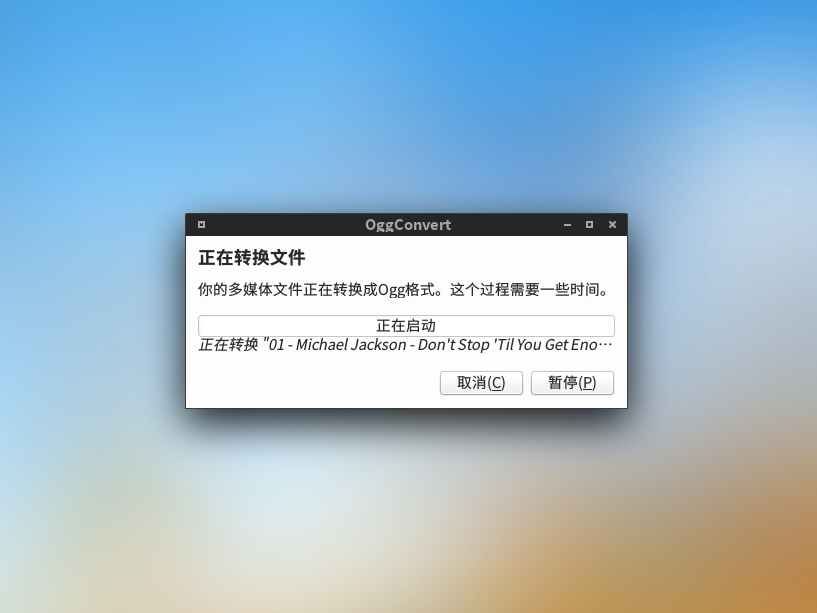 OggConvert
正在转换文件
你的多媒体文件正在转换成Ogg格式。这个过程需要一些时间。
正在启动
正在转换 "01 - Michael Jackson - Don't Stop 'Til You Get Eno…
取消(C) 暂停(P)